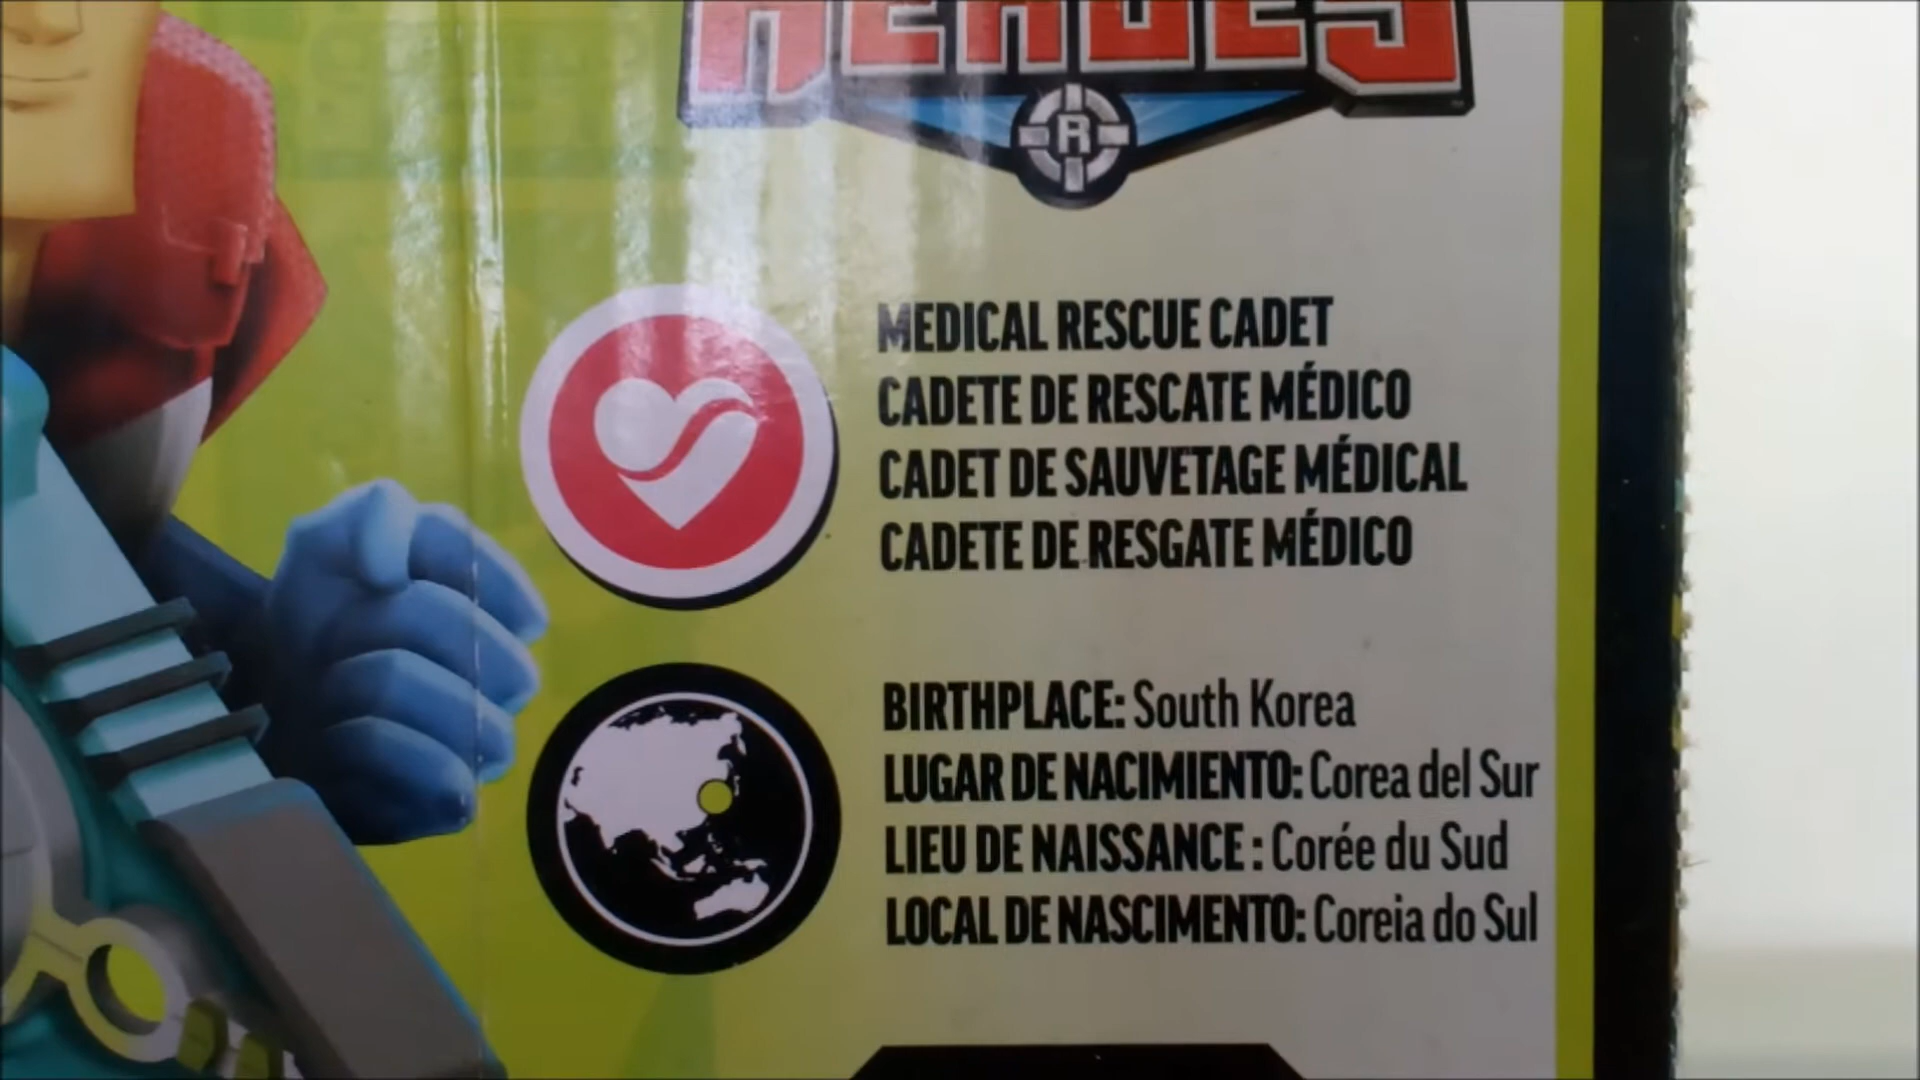 HEROES
R
MEDICAL RESCUE CADET
CADETE DE RESCATE MÉDICO
CADET DE SAUVETAGE MÉDICAL
CADETE DE RESGATE MÉDICO
BIRTHPLACE: South Korea
LUGAR DE NACIMIENTO: Corea del Sur
LIEU DE NAISSANCE : Corée du Sud
LOCAL DE NASCIMENTO: Coreia do Sul